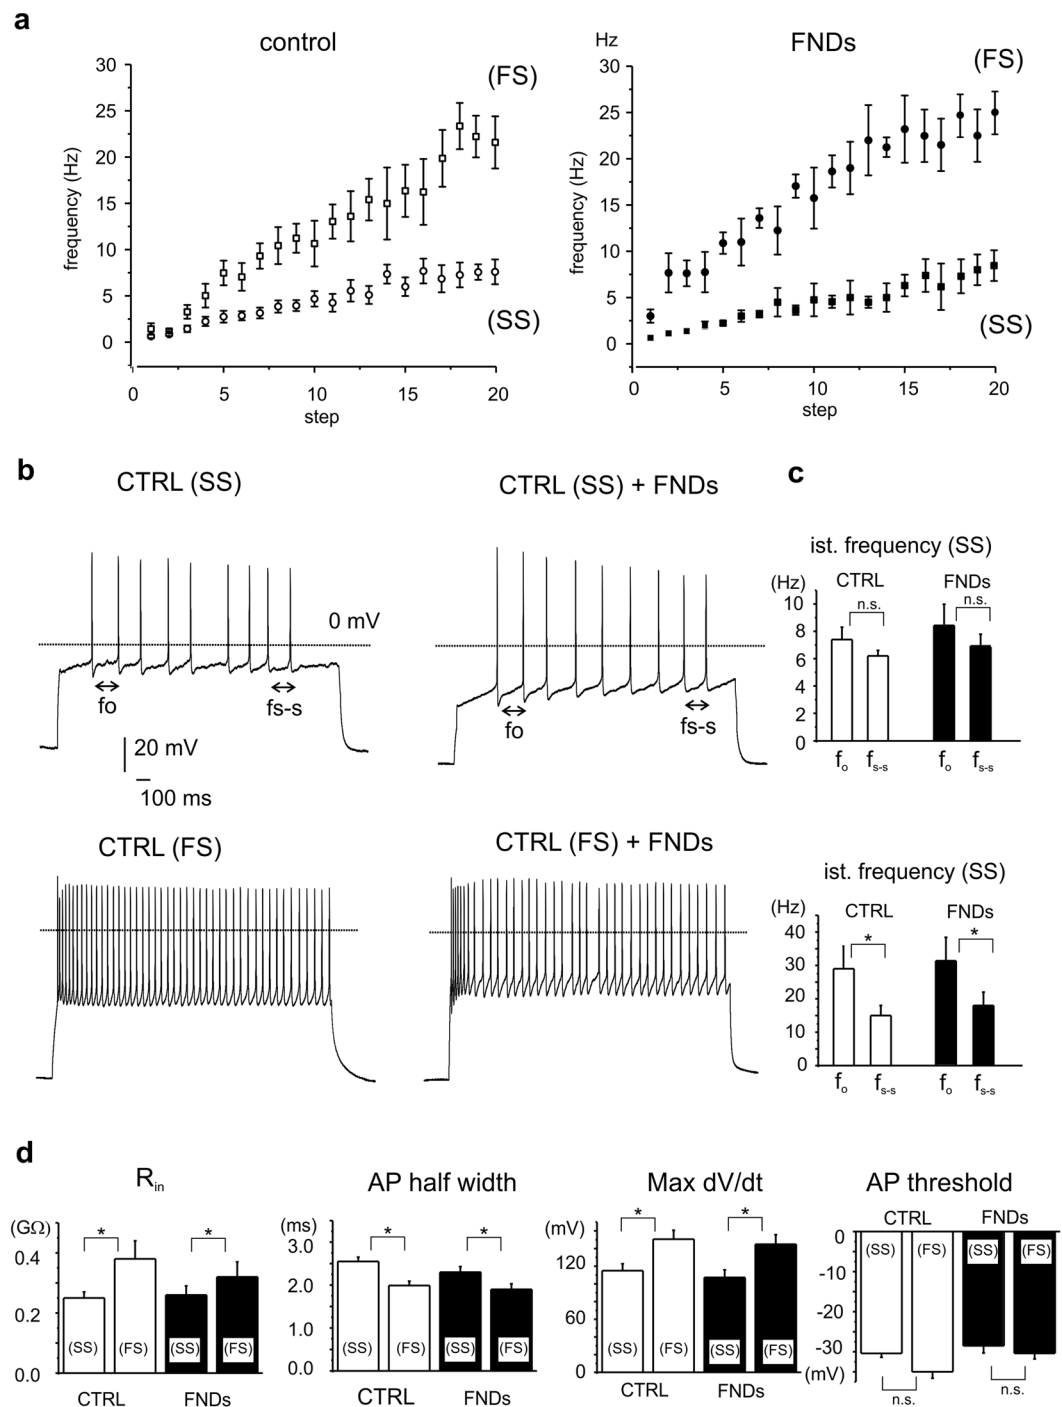 a
control
FNDs
Hz
(FS)
(FS)
30
25
20
15
10
5
0
frequency (Hz)
(SS)
0
5
10
15
20
step
30
25
20
15
10
5
0
frequency (Hz)
(SS)
0
5
10
15
20
step
b
CTRL (SS)
CTRL (SS) + FNDs
0 mV
fo
fs-s
fo
fs-s
20 mV
100 ms
CTRL (FS)
CTRL (FS) + FNDs
c
ist. frequency (SS)
(Hz)
CTRL
FNDs
n.s.
n.s.
10
8
6
4
2
0
fo
fs-s
fo
fs-s
ist. frequency (SS)
(Hz)
CTRL
FNDs
*
*
40
30
20
10
0
fo
fs-s
fo
fs-s
d
Rin
(GΩ)
*
*
0.4
0.2
0.0
(SS)
(FS)
(SS)
(FS)
CTRL
FNDs
AP half width
(ms)
*
*
3.0
2.0
1.0
0.0
(SS)
(FS)
(SS)
(FS)
CTRL
FNDs
Max dV/dt
(mV)
*
*
120
60
0
(SS)
(FS)
(SS)
(FS)
CTRL
FNDs
AP threshold
CTRL
FNDs
0
-10
-20
-30
(mV)
(SS)
(FS)
(SS)
(FS)
n.s.
n.s.